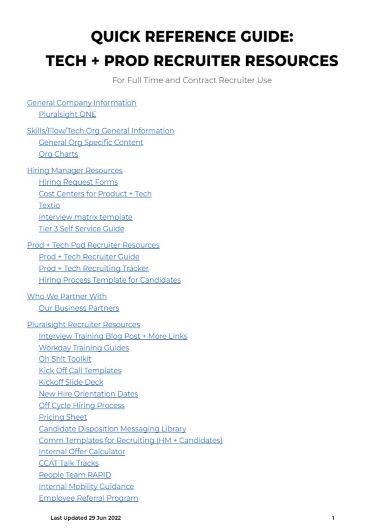 QUICK REFERENCE GUIDE:
TECH + PROD RECRUITER RESOURCES
For Full Time and Contract Recruiter Use
General Company Information
Pluralsight ONE
Skills/Flow/Tech Org General Information
General Org Specific Content
Org Charts
Hiring Manager Resources
Hiring Request Forms
Cost Centers for Product + Tech
Textio
Interview matrix template
Tier 3 Self Service Guide
Prod + Tech Pod Recruiter Resources
Prod + Tech Recruiter Guide
Prod + Tech Recruiting Tracker
Hiring Process Template for Candidates
Who We Partner With
Our Business Partners
Pluralsight Recruiter Resources
Interview Training Blog Post + More Links
Workday Training Guides
Oh Sh!t Toolkit
Kick Off Call Templates
Kickoff Slide Deck
New Hire Orientation Dates
Off Cycle Hiring Process
Pricing Sheet
Candidate Disposition Messaging Library
Comm Templates for Recruiting (HM + Candidates)
Internal Offer Calculator
CCAT Talk Tracks
People Team RAPID
Internal Mobility Guidance
Employee Referral Program
Last Updated 29 Jun 2022 1